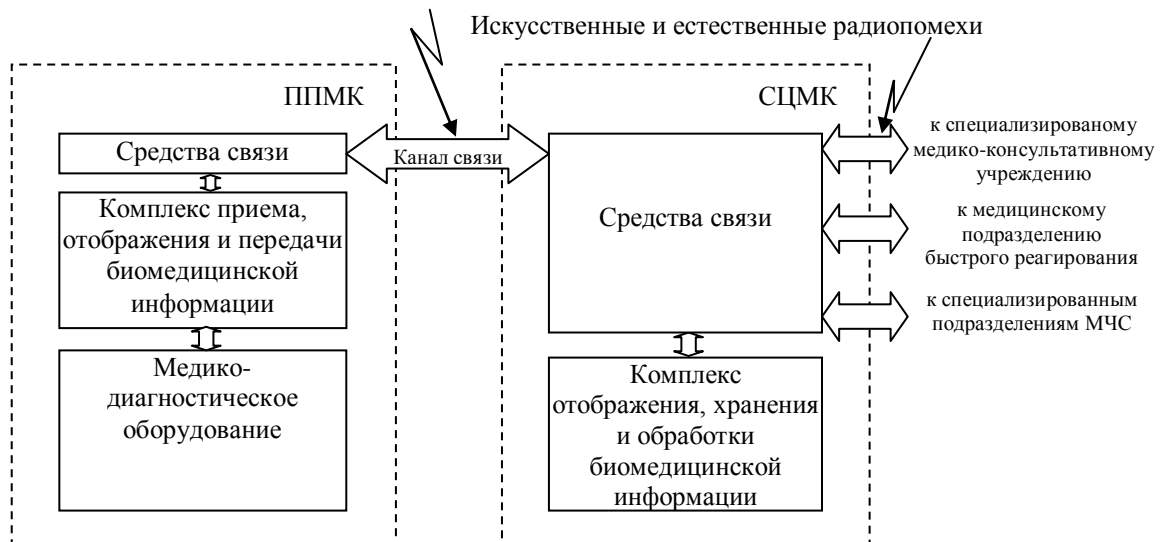 Искусственные и естественные радиопомехи
ППМК
СЦМК
Средства связи
Канал связи
Комплекс приема,
отображения и передачи
биомедицинской
информации
Медико-
диагностическое
оборудование
Средства связи
Комплекс
отображения, хранения
и обработки
биомедицинской
информации
к специализированому
медико-консультативному
учреждению
к медицинскому
подразделению
быстрого реагирования
к специализированным
подразделениям МЧС